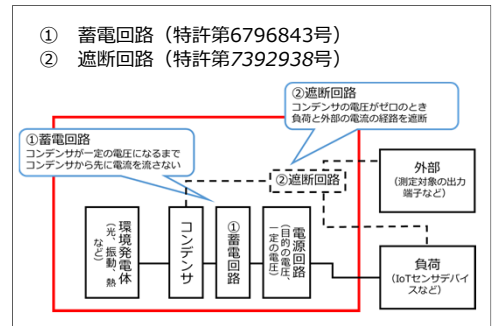 ① 蓄電回路（特許第6796843号）
② 遮断回路（特許第7392938号）
②遮断回路
コンデンサの電圧がゼロのとき
負荷と外部の電流の経路を遮断
①蓄電回路
コンデンサが一定の電圧になるまで
コンデンサから先に電流を流さない
②遮断回路
外部
（測定対象の出力
端子など）
環境発電体
（光、振動、熱
など）
コンデンサ
①蓄電回路
電源回路
（目的の電圧、
一定の電圧）
負荷
（IoTセンサデバイ
スなど）